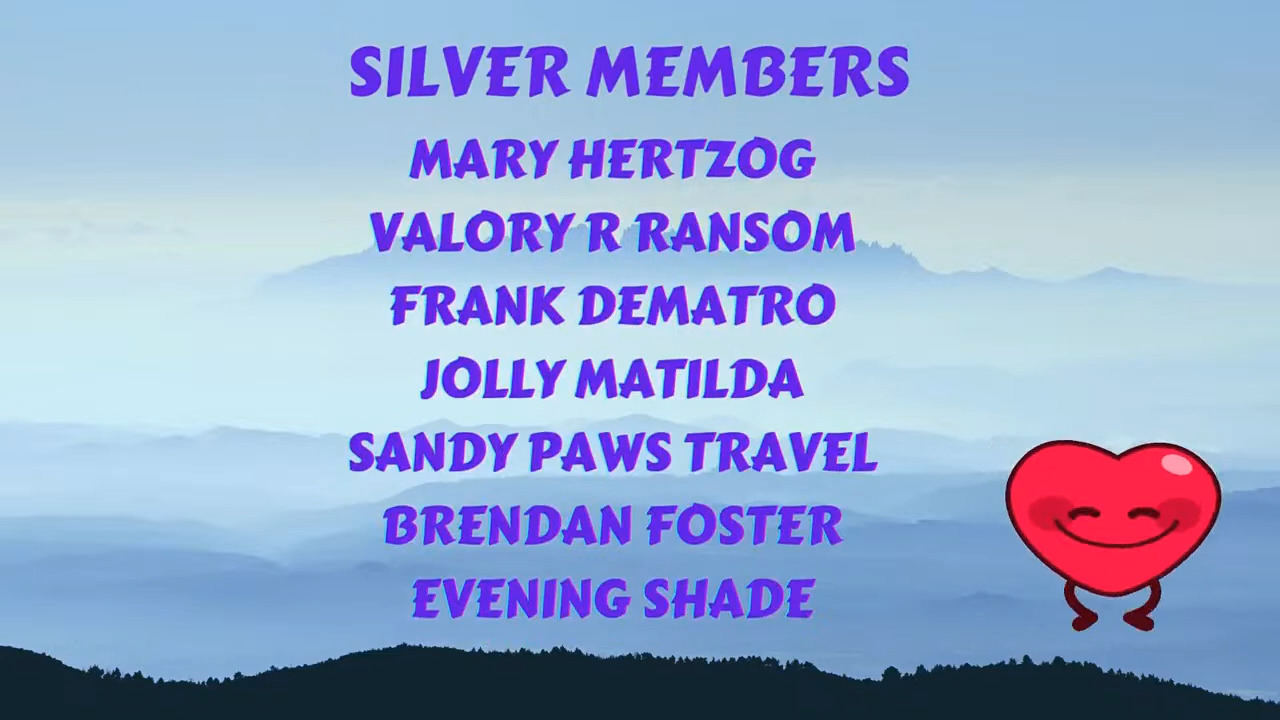 SILVER MEMBERS
MARY HERTZOG
VALORY R RANSOM
FRANK DEMATRO
JOLLY MATILDA
SANDY PAWS TRAVEL
BRENDAN FOSTER
EVENING SHADE